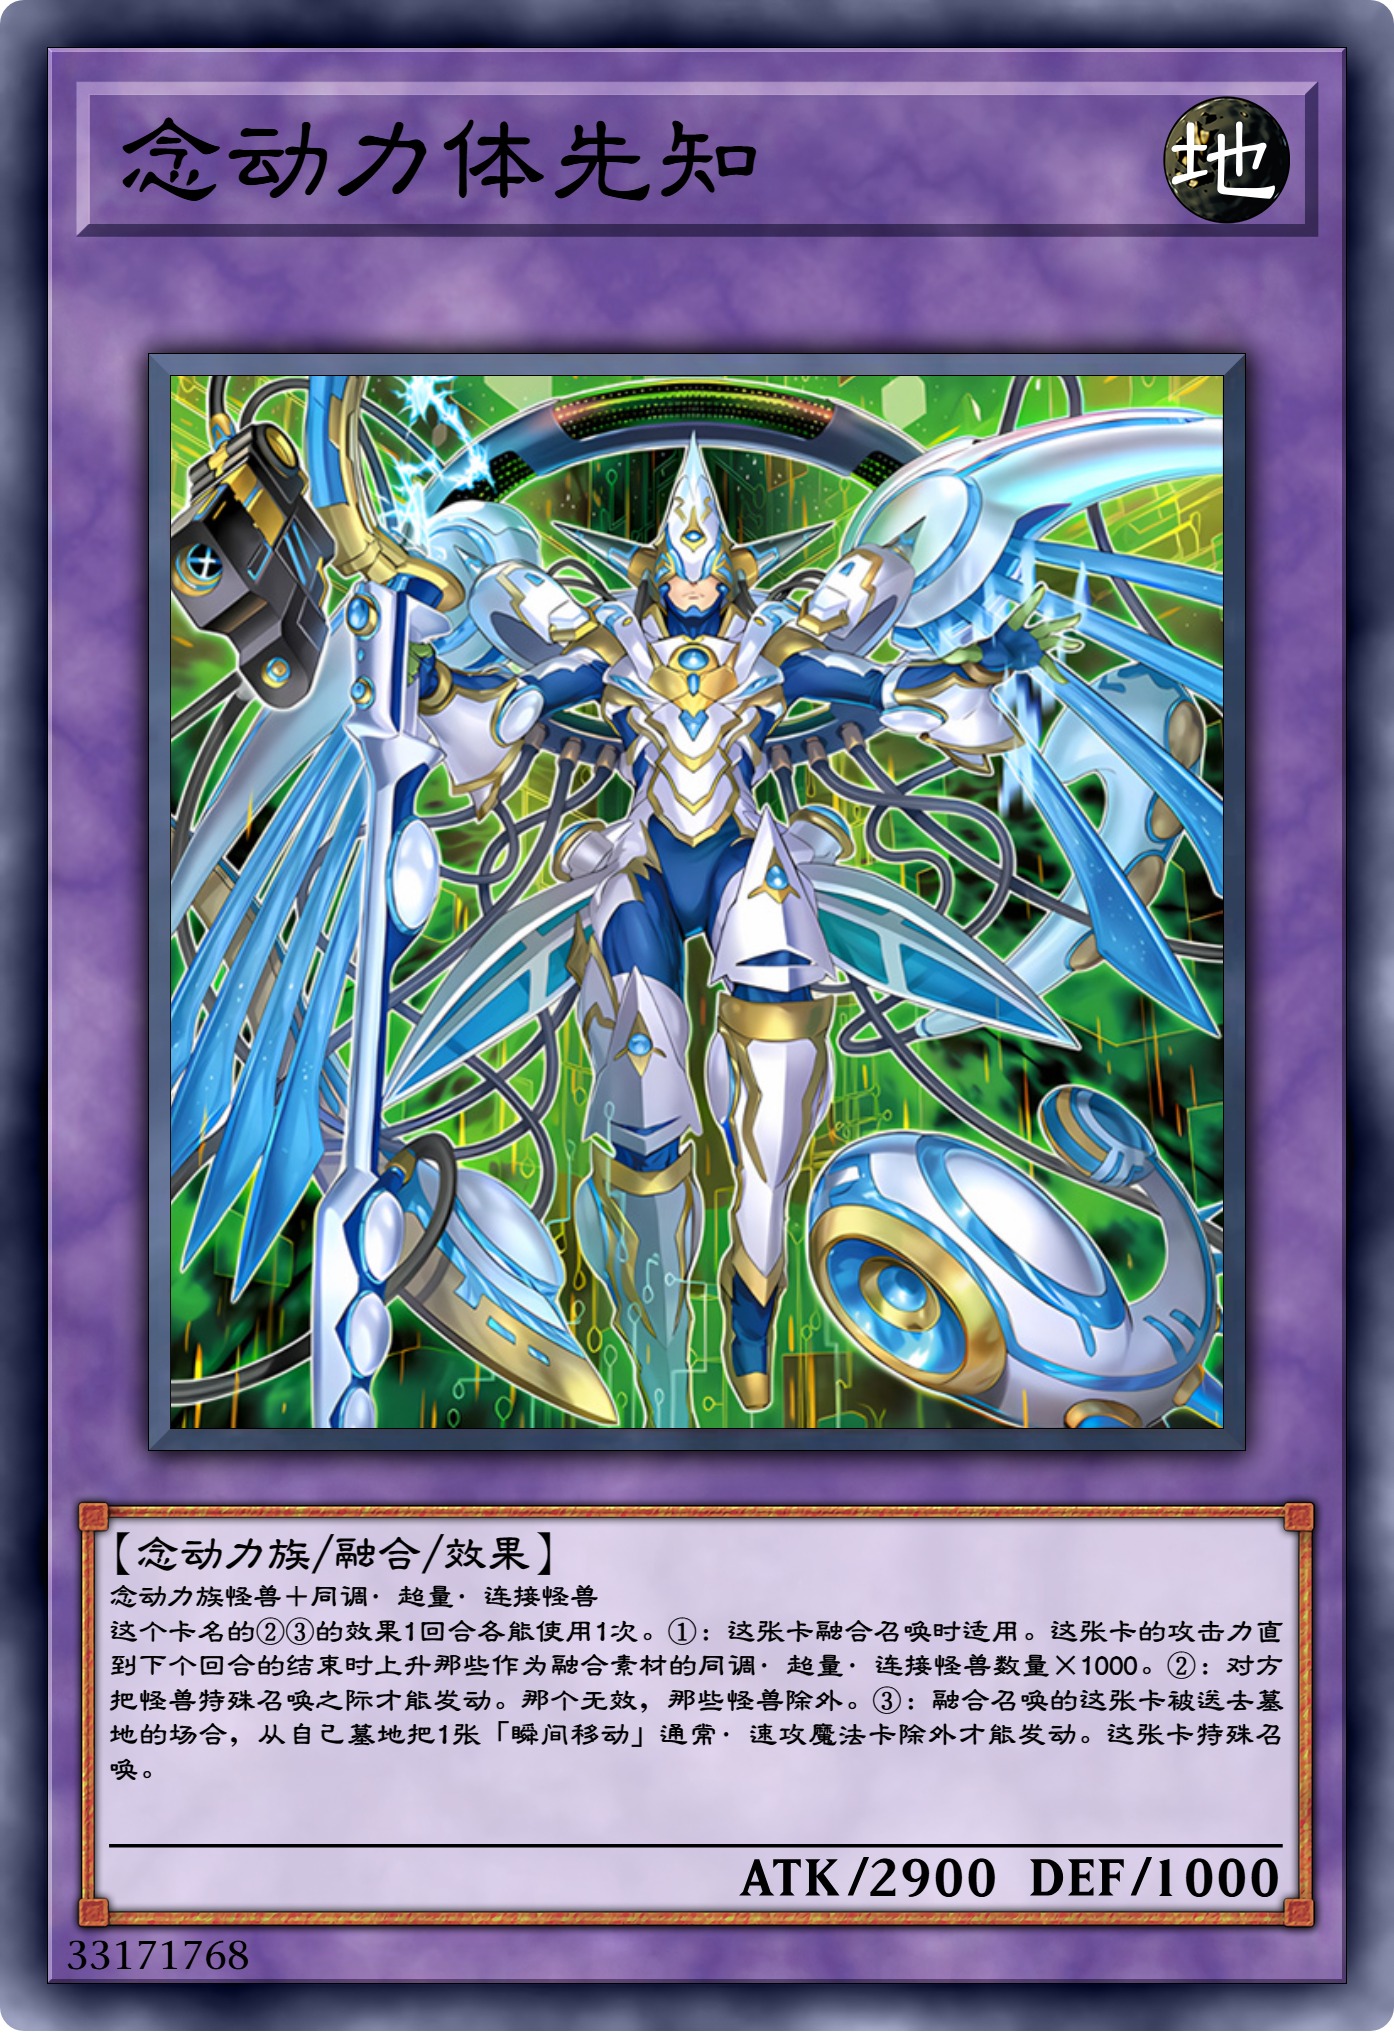 念动力体先知
地
【念动力族/融合/效果】
念动力族怪兽＋同调·超量·连接怪兽
这个卡名的②③的效果1回合各能使用1次。①：这张卡融合召唤时适用。这张卡的攻击力直
到下个回合的结束时上升那些作为融合素材的同调·超量·连接怪兽数量×1000。②：对方
把怪兽特殊召唤之际才能发动。那个无效，那些怪兽除外。③：融合召唤的这张卡被送去墓
地的场合，从自己墓地把1张「瞬间移动」通常·速攻魔法卡除外才能发动。这张卡特殊召
唤。
ATK/2900 DEF/1000
33171768